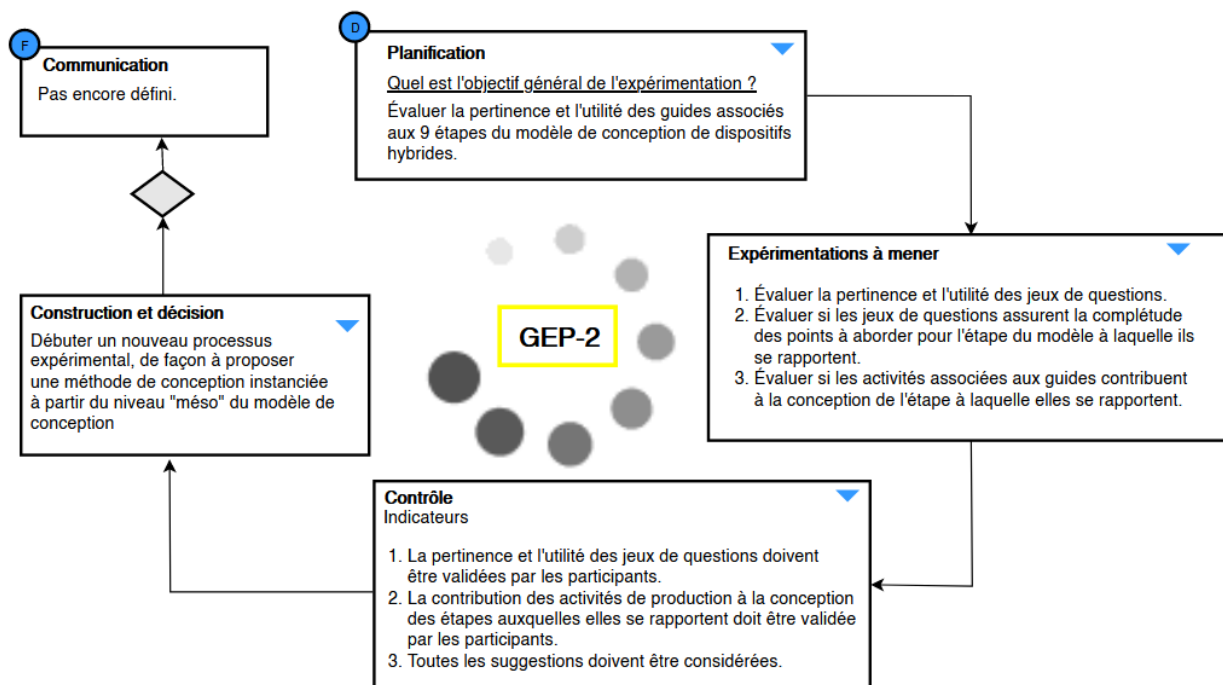 F
Communication
Pas encore défini.
D
Planification
Quel est l'objectif général de l'expérimentation ?
Évaluer la pertinence et l'utilité des guides associés
aux 9 étapes du modèle de conception de dispositifs
hybrides.
Expérimentations à mener
1. Évaluer la pertinence et l'utilité des jeux de questions.
2. Évaluer si les jeux de questions assurent la complétude
des points à aborder pour l'étape du modèle à laquelle ils
se rapportent.
3. Évaluer si les activités associées aux guides contribuent
à la conception de l'étape à laquelle elles se rapportent.
GEP-2
Construction et décision
Débuter un nouveau processus
expérimental, de façon à proposer
une méthode de conception instanciée
à partir du niveau "méso" du modèle de
conception
Contrôle
Indicateurs
1. La pertinence et l'utilité des jeux de questions doivent
être validées par les participants.
2. La contribution des activités de production à la conception
des étapes auxquelles elles se rapportent doit être validée
par les participants.
3. Toutes les suggestions doivent être considérées.